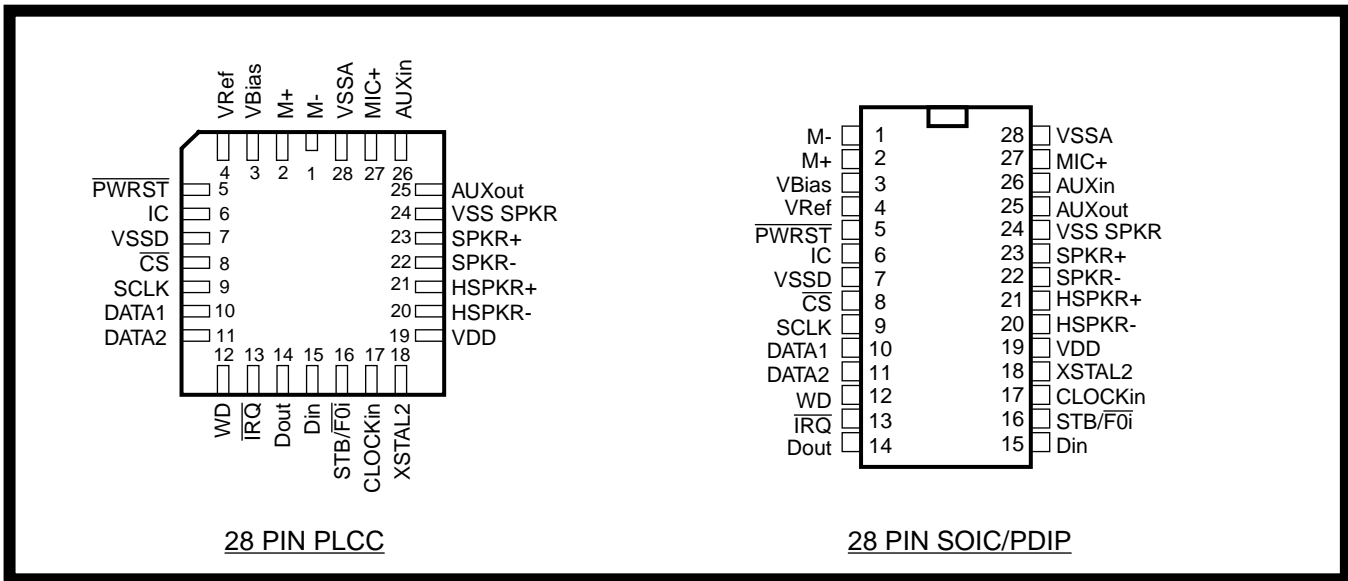 VRef
VBias
M+
M-
VSSA
MIC+
AUXin
4 3 2 1 28 27 26
PWRST 5
IC 6
VSSD 7
CS 8
SCLK 9
DATA1 10
DATA2 11
25 AUXout
24 VSS SPKR
23 SPKR+
22 SPKR-
21 HSPKR+
20 HSPKR-
19 VDD
12 13 14 15 16 17 18
WD
IRQ
Dout
Din
STB/F0i
CLOCKin
XSTAL2
28 PIN PLCC
M- 1
M+ 2
VBias 3
VRef 4
PWRST 5
IC 6
VSSD 7
CS 8
SCLK 9
DATA1 10
DATA2 11
WD 12
IRQ 13
Dout 14
28 VSSA
27 MIC+
26 AUXin
25 AUXout
24 VSS SPKR
23 SPKR+
22 SPKR-
21 HSPKR+
20 HSPKR-
19 VDD
18 XSTAL2
17 CLOCKin
16 STB/F0i
15 Din
28 PIN SOIC/PDIP